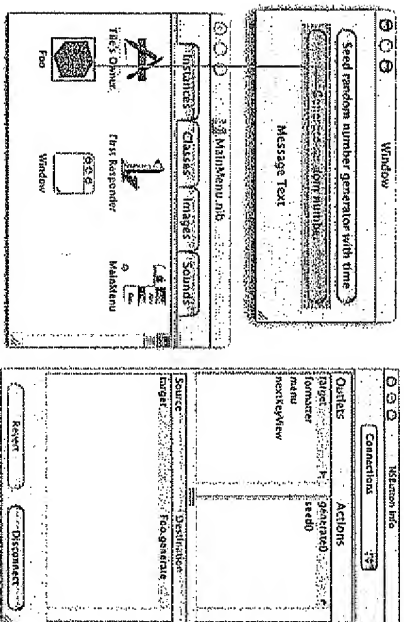 Window
Seed random number generator with time
Message Text
MainMenu.nib
Instances Classes Images Sounds
File's Owner First Responder MainMenu
Foo Window
NSButton Info
Connections
Outlets Actions
target generate()
formatter seed()
menu
nextKeyView
Source Destination
target Foo.generate
Revert Disconnect